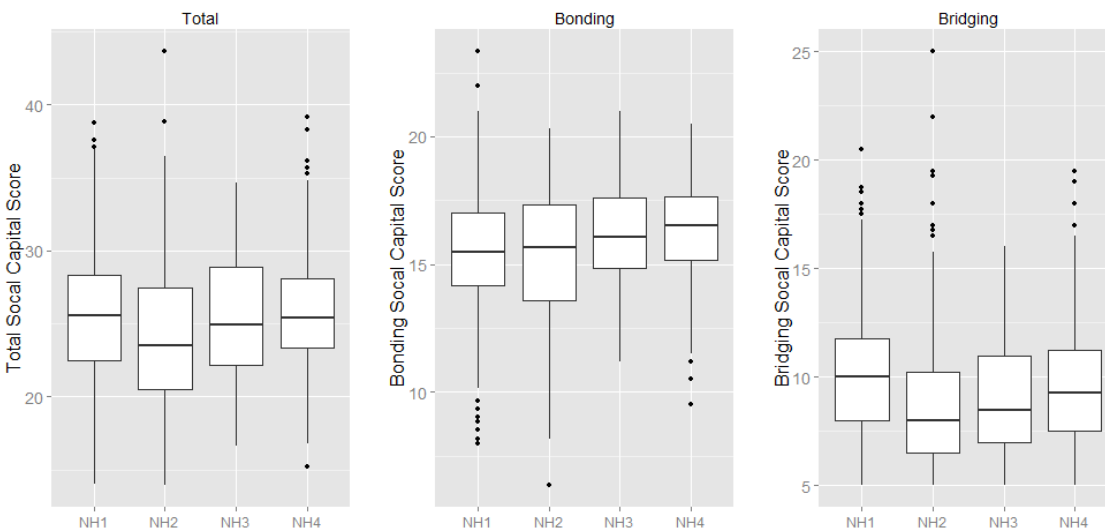 Total
Total Socal Capital Score
40
30
20
NH1 NH2 NH3 NH4
Bonding
Bonding Socal Capital Score
20
15
10
NH1 NH2 NH3 NH4
Bridging
Bridging Socal Capital Score
25
20
15
10
5
NH1 NH2 NH3 NH4